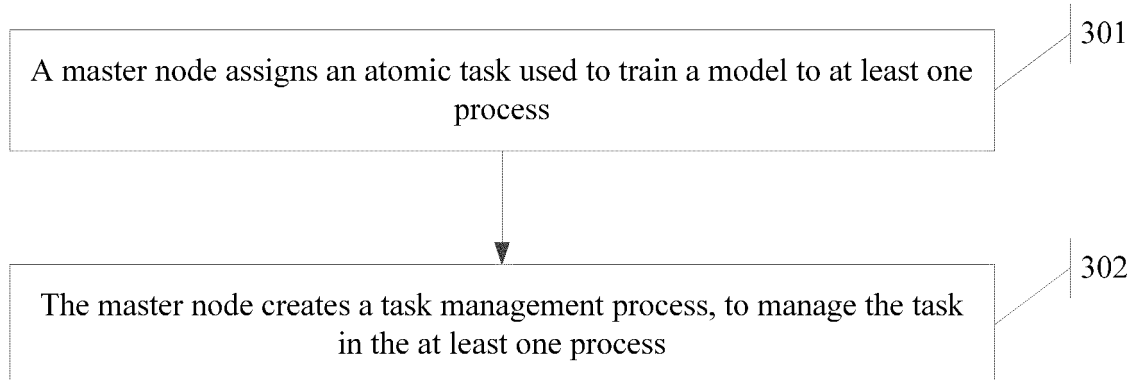 301
A master node assigns an atomic task used to train a model to at least one
process
302
The master node creates a task management process, to manage the task
in the at least one process